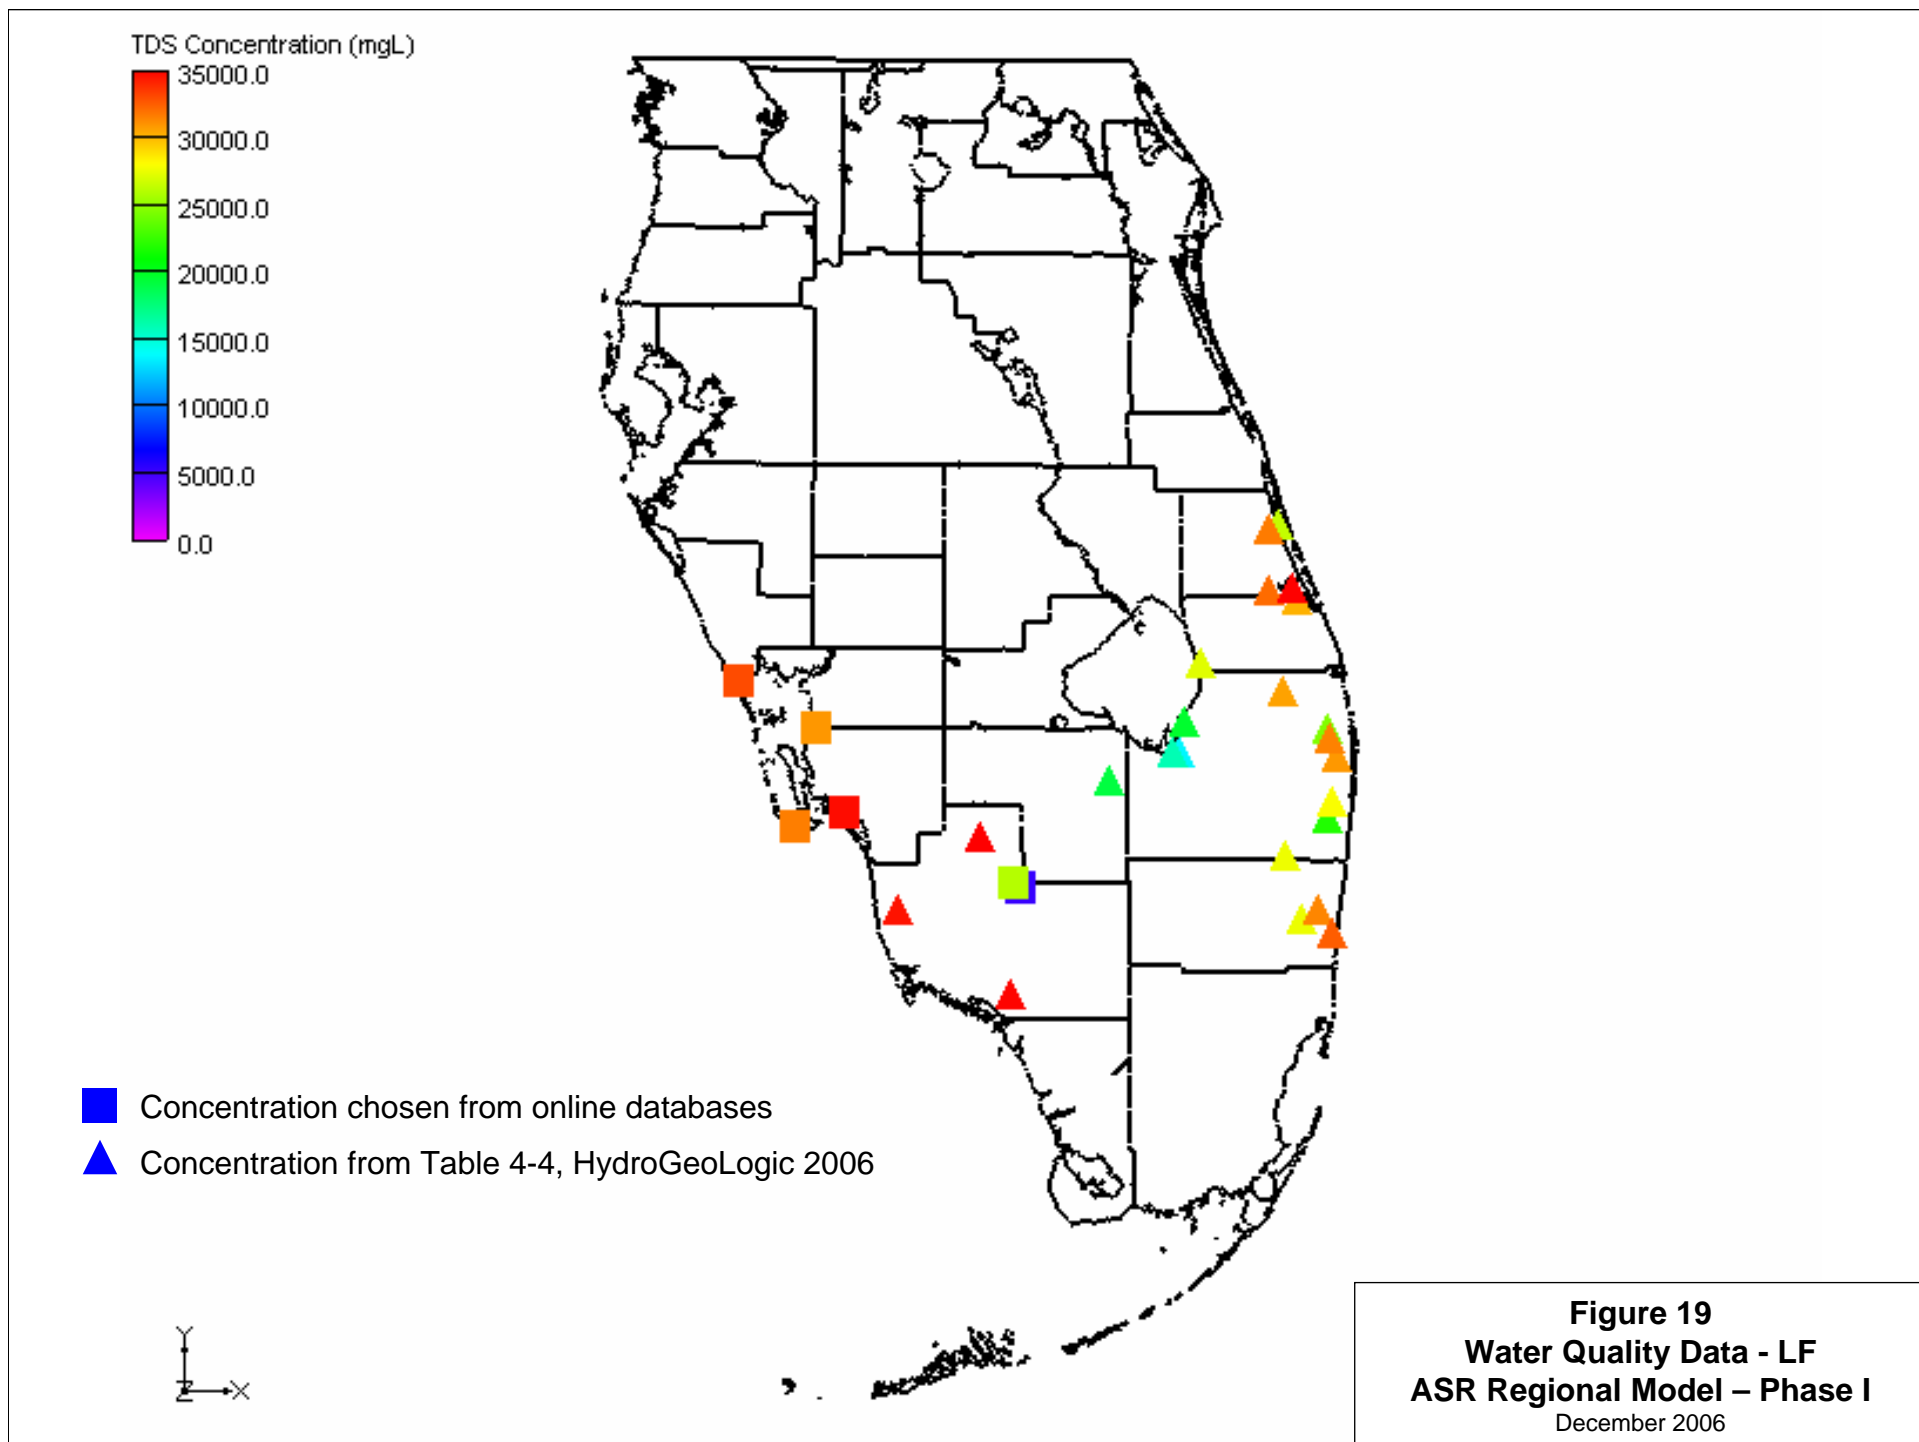 TDS Concentration (mgL)
35000.0
30000.0
25000.0
20000.0
15000.0
10000.0
5000.0
0.0
Concentration chosen from online databases
Concentration from Table 4-4, HydroGeoLogic 2006
Y
Z
X
Figure 19
Water Quality Data - LF
ASR Regional Model – Phase I
December 2006